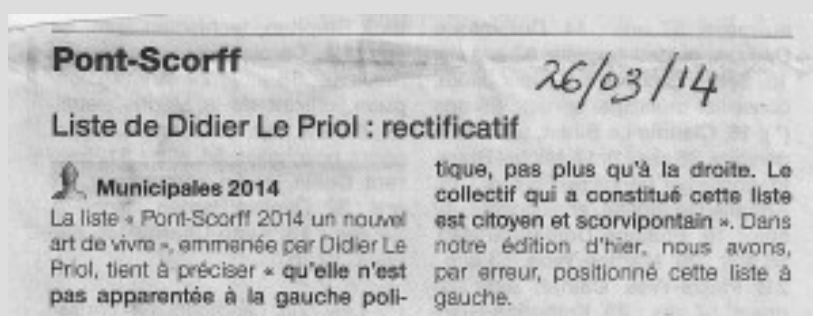 Pont-Scorff
26/03/14
Liste de Didier Le Priol : rectificatif
Municipales 2014
La liste « Pont-Scorff 2014 un nouvel
art de vivre », emmenée par Didier Le
Priol, tient à préciser « qu'elle n'est
pas apparentée à la gauche poli-
tique, pas plus qu'à la droite. Le
collectif qui a constitué cette liste
est citoyen et scorvipontain ». Dans
notre édition d'hier, nous avons,
par erreur, positionné cette liste à
gauche.